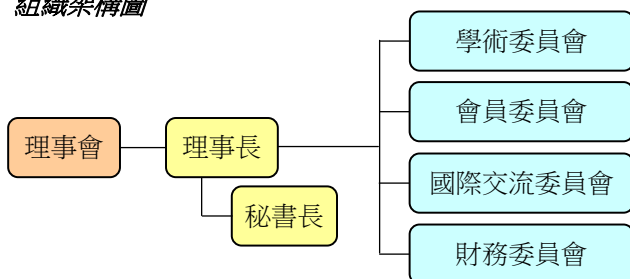 組織架構圖
學術委員會
會員委員會
理事會
理事長
國際交流委員會
秘書長
財務委員會